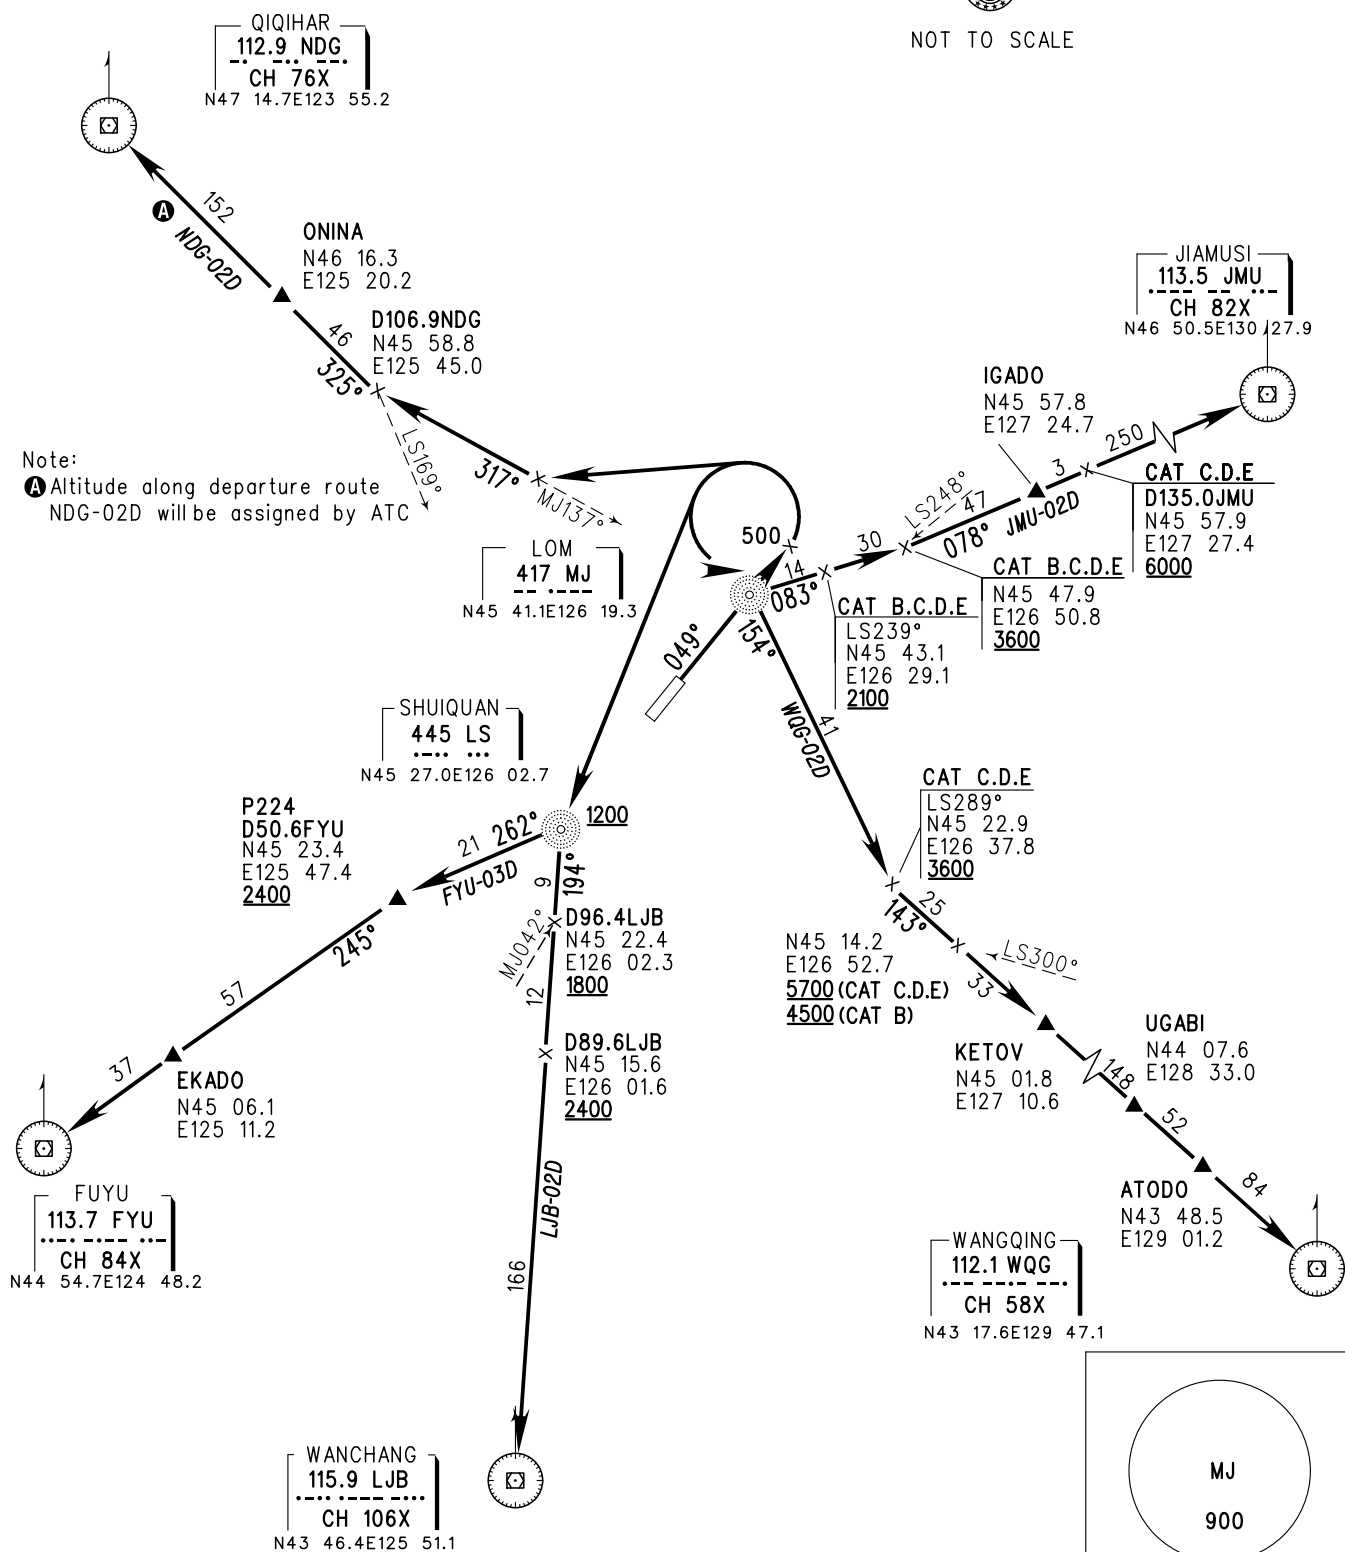 NOT TO SCALE
QIQIHAR
112.9 NDG
CH 76X
N47 14.7E123 55.2
152
A
NDG-02D
ONINA
N46 16.3
E125 20.2
46
325°
D106.9NDG
N45 58.8
E125 45.0
LS169°
317°
MJ137°
Note:
A Altitude along departure route
NDG-02D will be assigned by ATC
LOM
417 MJ
N45 41.1E126 19.3
JIAMUSI
113.5 JMU
CH 82X
N46 50.5E130 27.9
IGADO
N45 57.8
E127 24.7
250
3
47
LS248°
078° JMU-02D
CAT C.D.E
D135.0JMU
N45 57.9
E127 27.4
6000
500
30
14
083°
CAT B.C.D.E
N45 47.9
E126 50.8
3600
CAT B.C.D.E
LS239°
N45 43.1
E126 29.1
2100
049°
154°
41
WQG-02D
SHUIQUAN
445 LS
N45 27.0E126 02.7
1200
P224
D50.6FYU
N45 23.4
E125 47.4
2400
21 262°
FYU-03D
9
194°
245°
57
37
MJ042°
D96.4LJB
N45 22.4
E126 02.3
1800
12
D89.6LJB
N45 15.6
E126 01.6
2400
CAT C.D.E
LS289°
N45 22.9
E126 37.8
3600
25
143°
N45 14.2
E126 52.7
5700 (CAT C.D.E)
4500 (CAT B)
LS300°
33
KETOV
N45 01.8
E127 10.6
148
UGABI
N44 07.6
E128 33.0
52
ATODO
N43 48.5
E129 01.2
84
EKADO
N45 06.1
E125 11.2
FUYU
113.7 FYU
CH 84X
N44 54.7E124 48.2
LJB-02D
166
WANGQING
112.1 WQG
CH 58X
N43 17.6E129 47.1
WANCHANG
115.9 LJB
CH 106X
N43 46.4E125 51.1
MJ
900